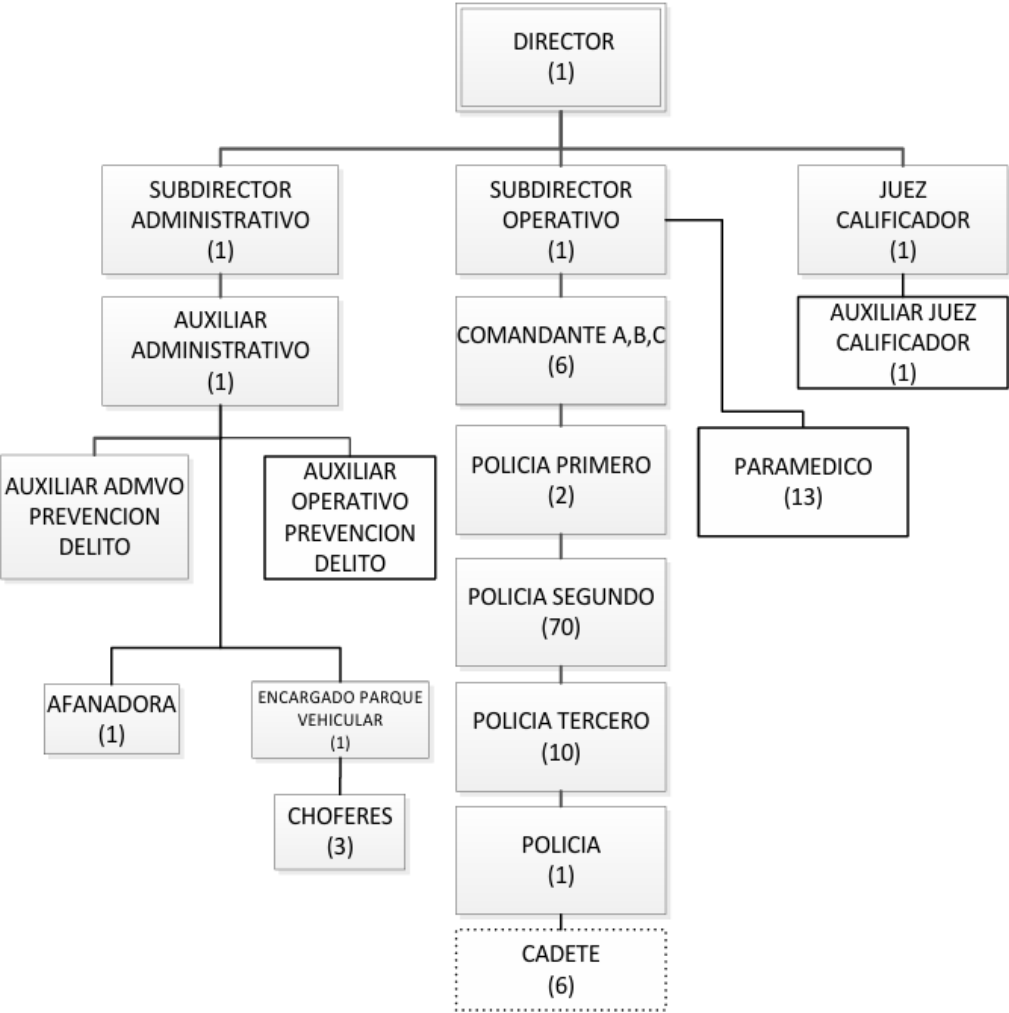 DIRECTOR
(1)
SUBDIRECTOR
ADMINISTRATIVO
(1)
SUBDIRECTOR
OPERATIVO
(1)
JUEZ
CALIFICADOR
(1)
AUXILIAR
ADMINISTRATIVO
(1)
COMANDANTE A,B,C
(6)
AUXILIAR JUEZ
CALIFICADOR
(1)
AUXILIAR ADMVO
PREVENCION
DELITO
AUXILIAR
OPERATIVO
PREVENCION
DELITO
POLICIA PRIMERO
(2)
PARAMEDICO
(13)
POLICIA SEGUNDO
(70)
AFANADORA
(1)
ENCARGADO PARQUE
VEHICULAR
(1)
POLICIA TERCERO
(10)
CHOFERES
(3)
POLICIA
(1)
CADETE
(6)